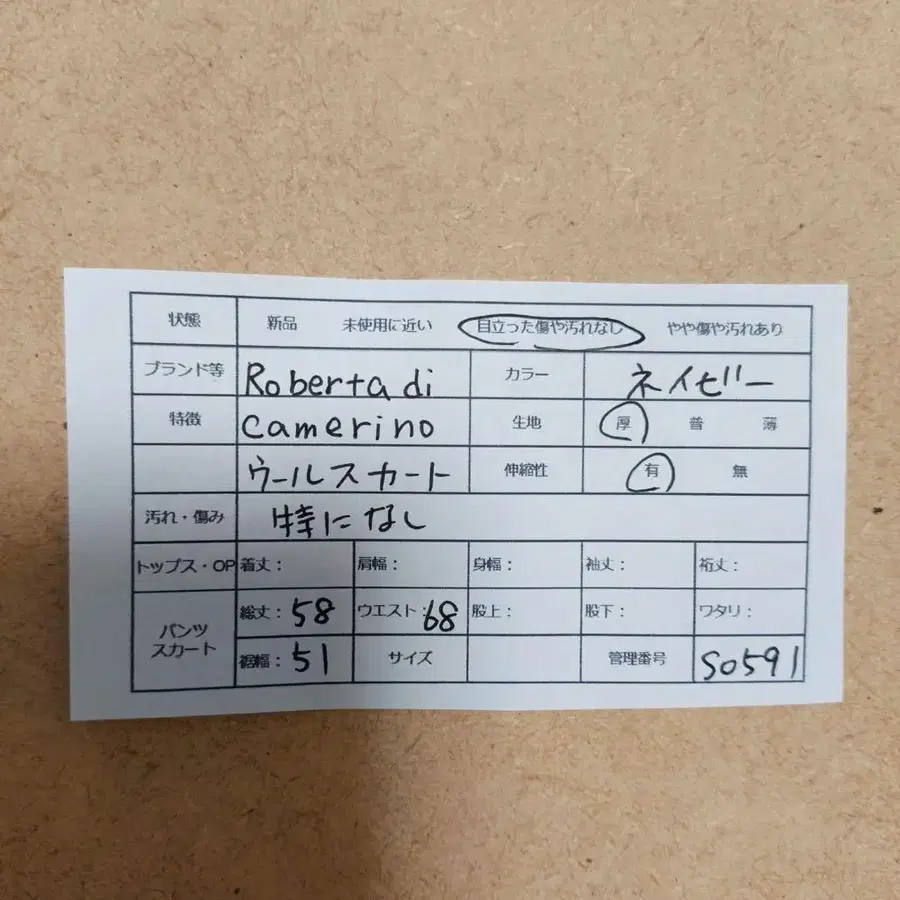 状態 新品 未使用に近い 目立った傷や汚れなし やや傷や汚れあり
ブランド等 Roberta di カラー ネイビー
特徴 Camerino 生地 厚 普 薄
ウールスカート 伸縮性 有 無
汚れ・傷み 特になし
トップス・OP 着丈: 肩幅: 身幅: 袖丈: 裄丈:
パンツ スカート 総丈:58 ウエスト:68 股上: 股下: ワタリ:
裾幅:51 サイズ 管理番号 S0591